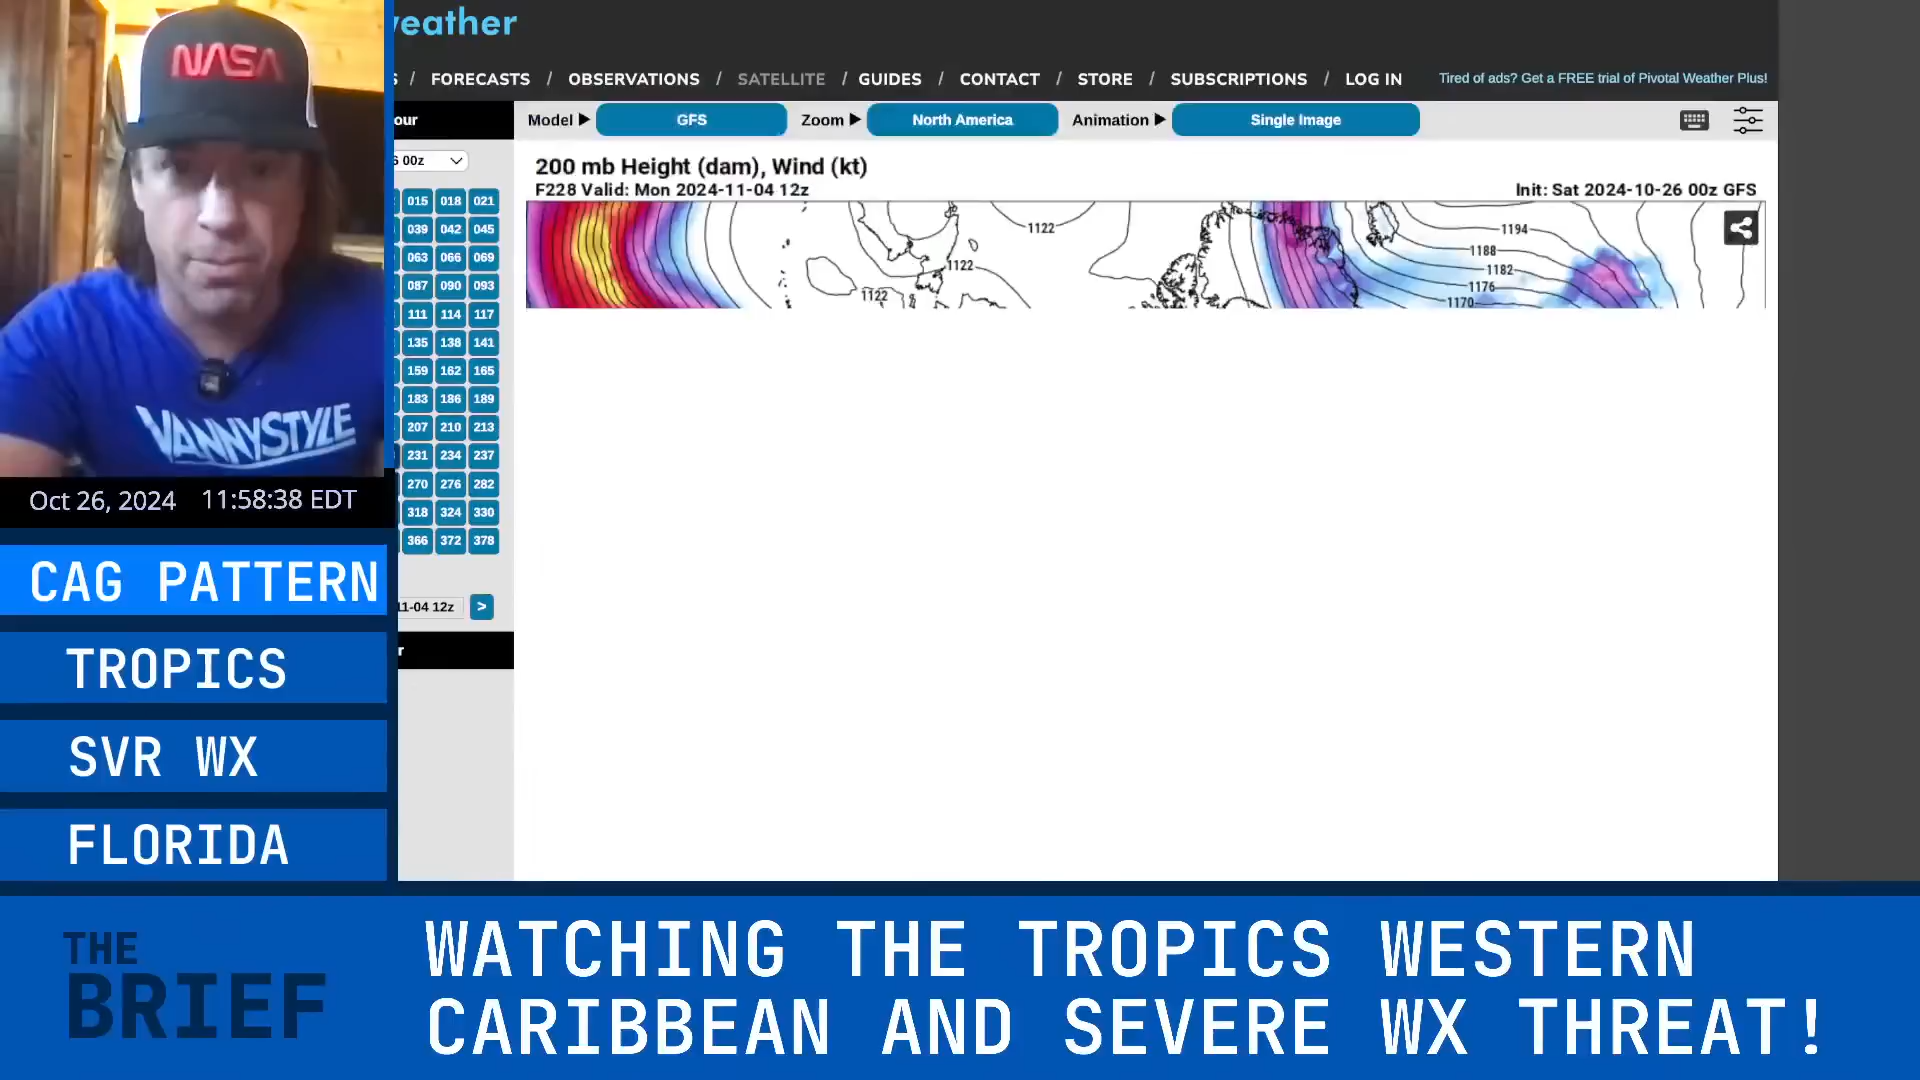 NASA
VANNYSTYLE
Oct 26, 2024 11:58:38 EDT
CAG PATTERN
TROPICS
SVR WX
FLORIDA
THE
BRIEF
WATCHING THE TROPICS WESTERN
CARIBBEAN AND SEVERE WX THREAT!
eather
S / FORECASTS / OBSERVATIONS / SATELLITE / GUIDES / CONTACT / STORE / SUBSCRIPTIONS / LOG IN
Tired of ads? Get a FREE trial of Pivotal Weather Plus!
our
Model ▶ GFS Zoom ▶ North America Animation ▶ Single Image
6 00z
015 018 021
039 042 045
063 066 069
087 090 093
111 114 117
135 138 141
159 162 165
183 186 189
207 210 213
231 234 237
270 276 282
318 324 330
366 372 378
11-04 12z >
r
200 mb Height (dam), Wind (kt)
F228 Valid: Mon 2024-11-04 12z
Init: Sat 2024-10-26 00z GFS
1122
1122
1122
1194
1188
1182
1176
1170